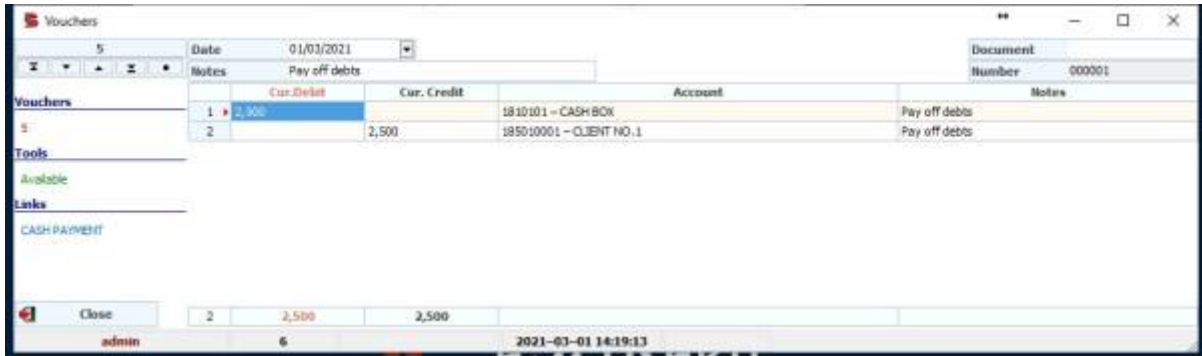 Vouchers
5 Date 01/03/2021 Document
Notes Pay off debts Number 000001
Cur.Debit Cur. Credit Account Notes
Vouchers
1 2,500 1810101 - CASH BOX Pay off debts
5
2 2,500 185010001 - CLIENT NO.1 Pay off debts
Tools
Available
Links
CASH PAYMENT
Close 2 2,500 2,500
admin 6 2021-03-01 14:19:13